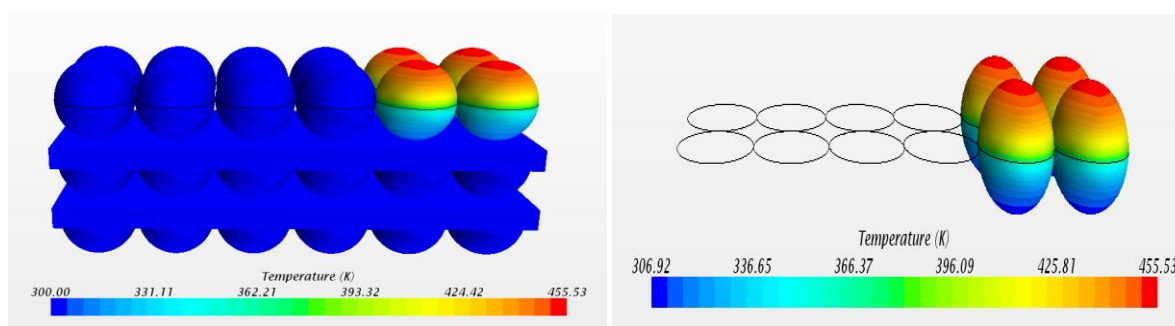 Temperature (K)
300.00 331.11 362.21 393.32 424.42 455.53
Temperature (K)
306.92 336.65 366.37 396.09 425.81 455.53